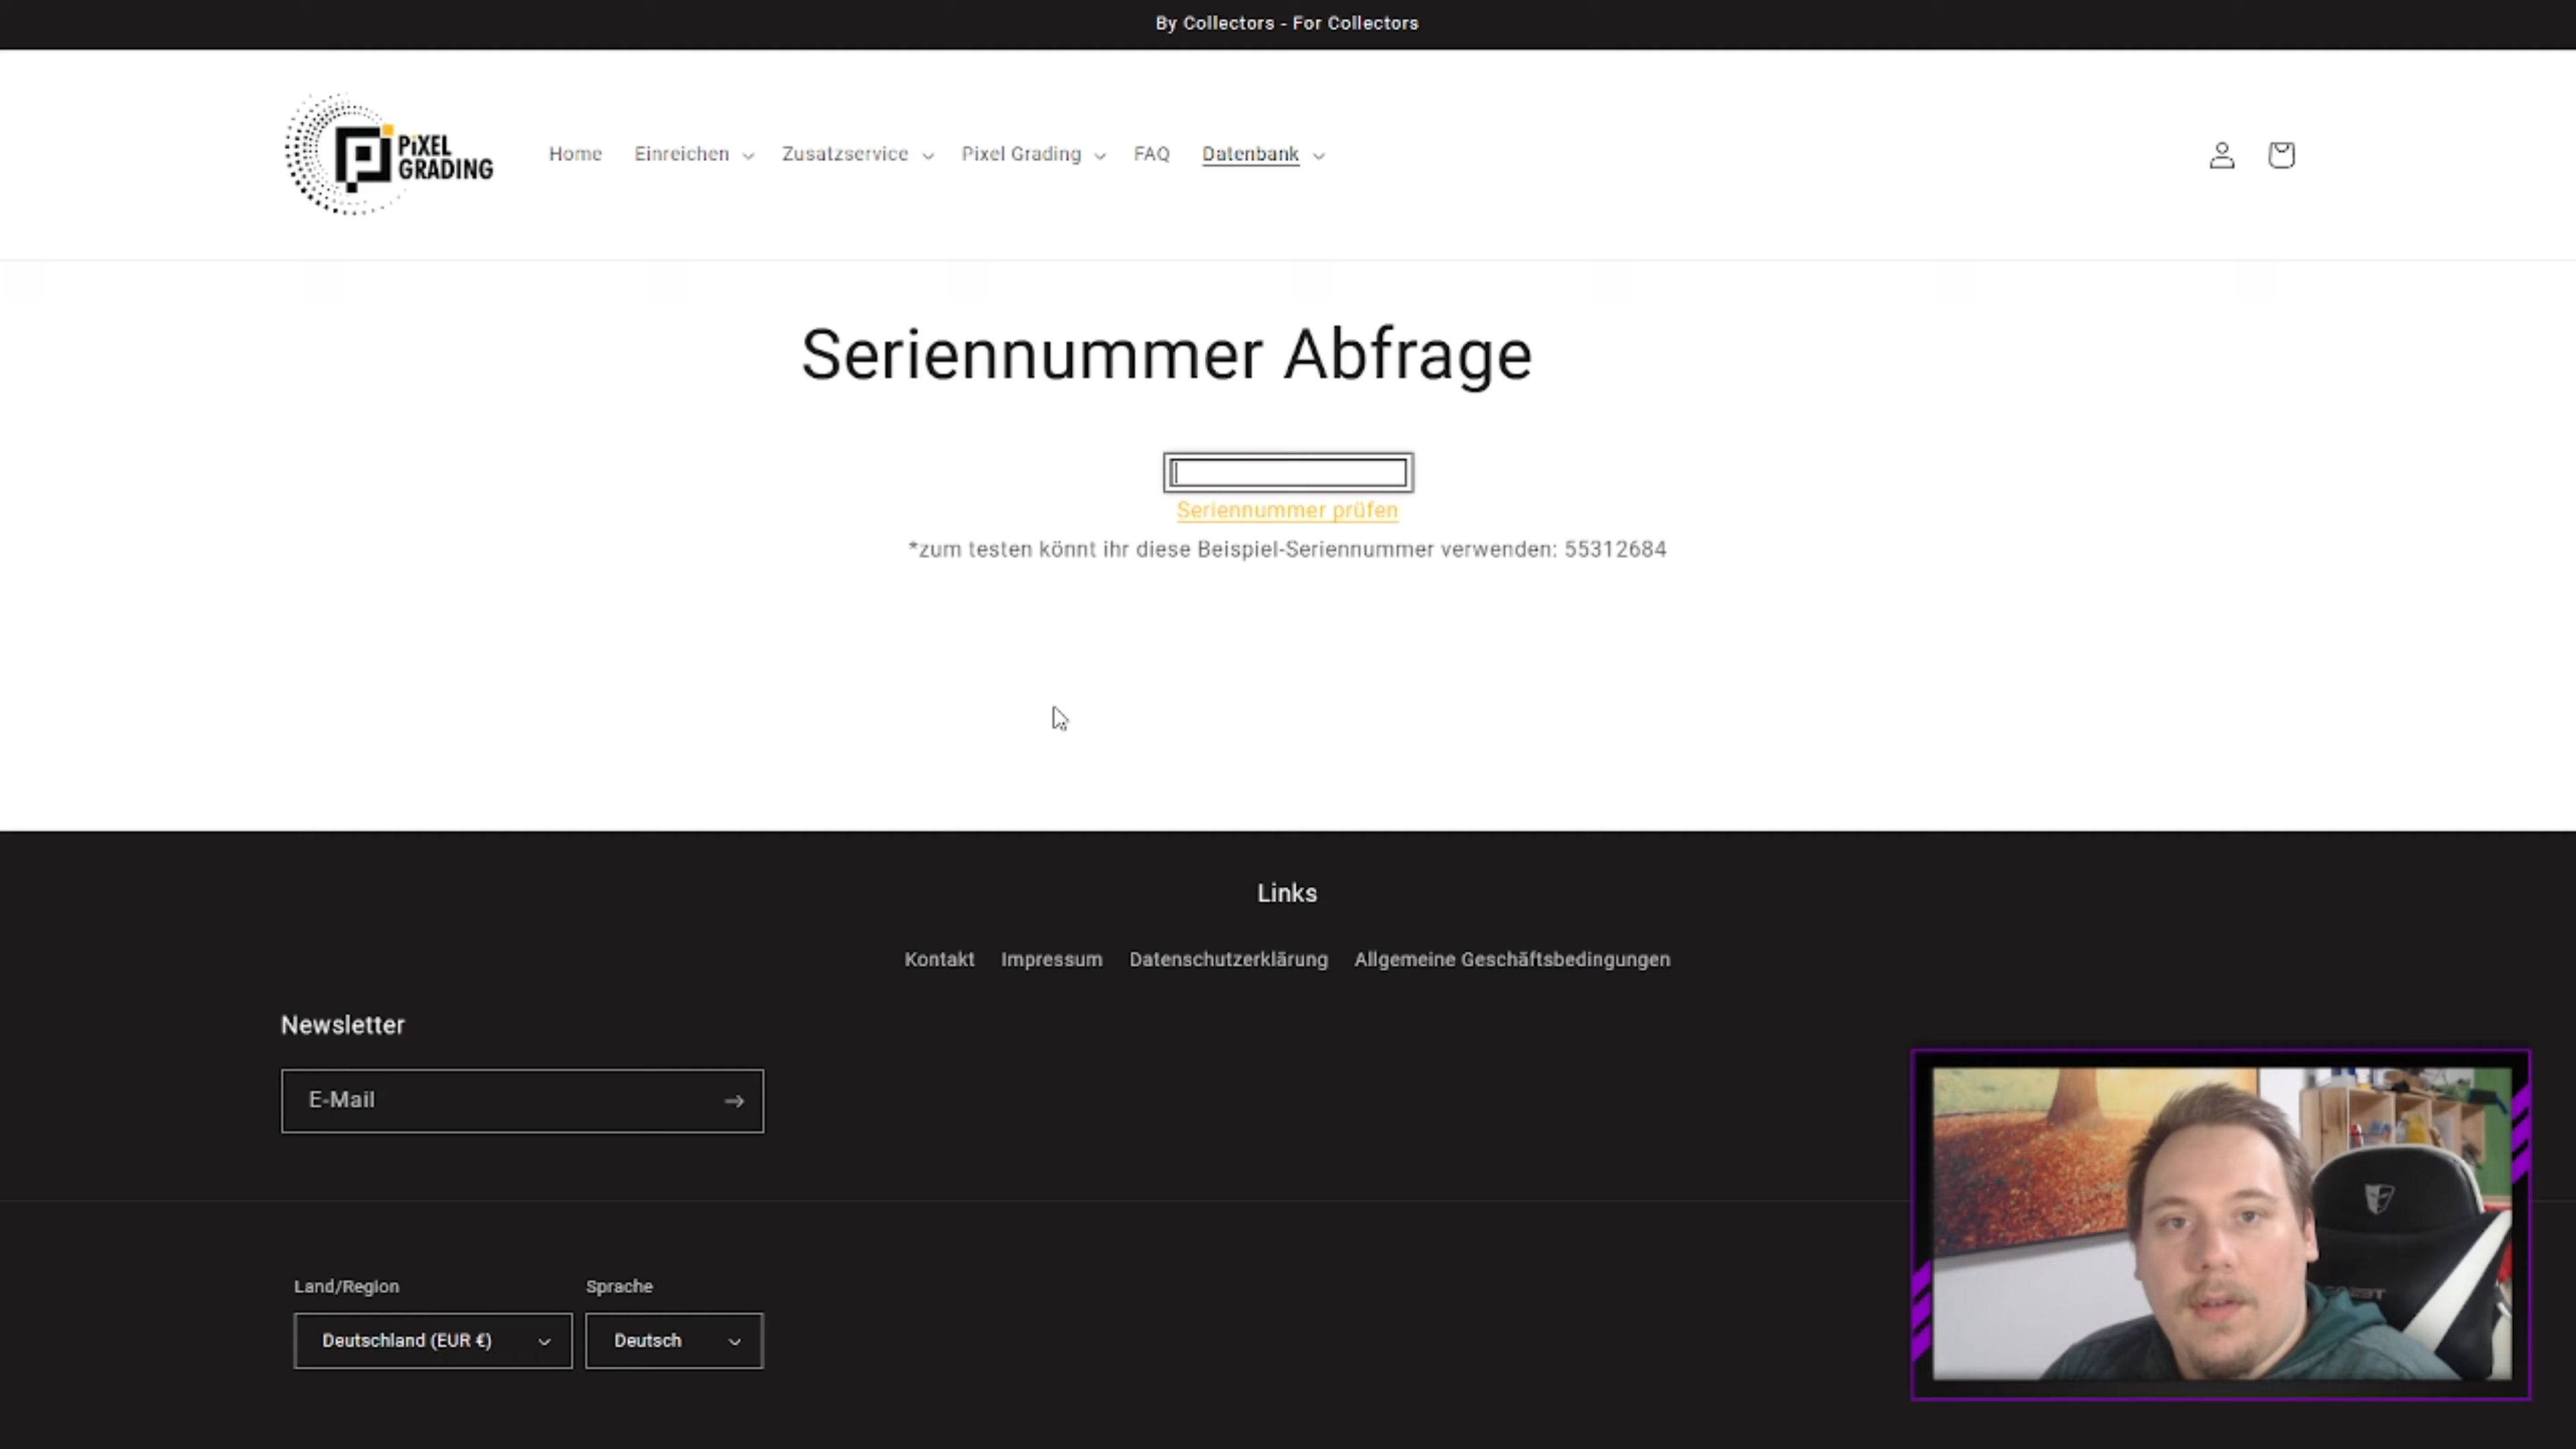 By Collectors - For Collectors
PiXEL
GRADING
Home Einreichen Zusatzservice Pixel Grading FAQ Datenbank
Seriennummer Abfrage
Seriennummer prüfen
*zum testen könnt ihr diese Beispiel-Seriennummer verwenden: 55312684
Links
Kontakt Impressum Datenschutzerklärung Allgemeine Geschäftsbedingungen
Newsletter
E-Mail
Land/Region Sprache
Deutschland (EUR €) Deutsch